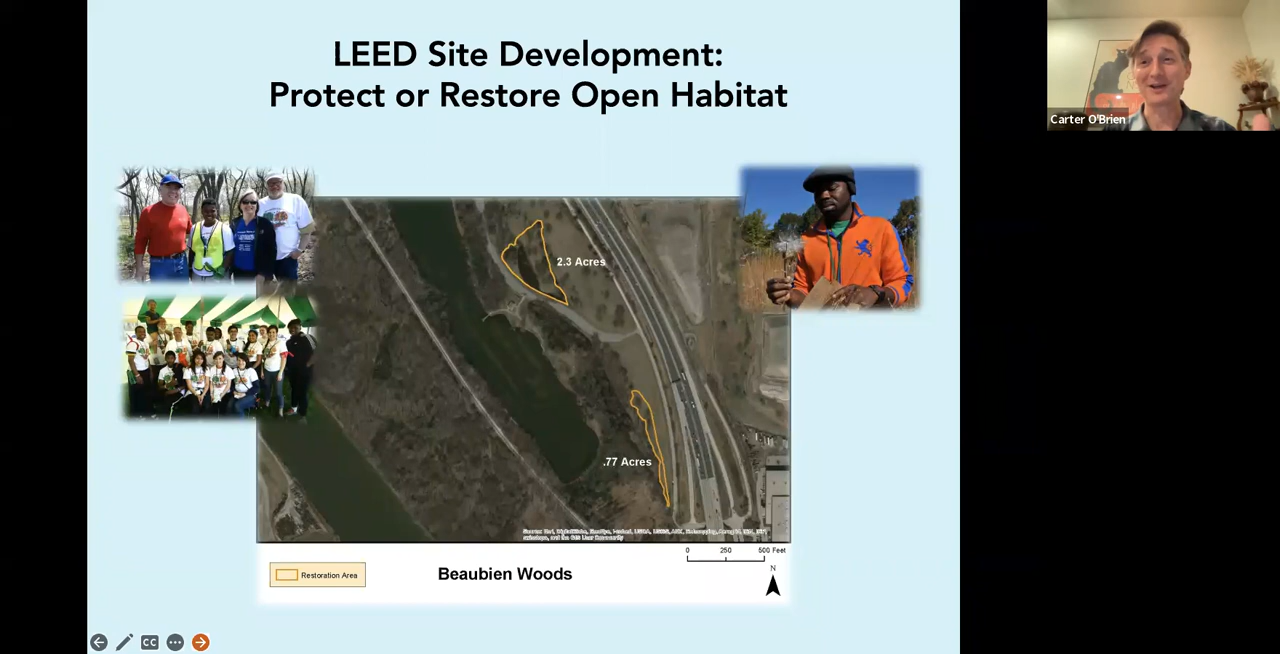 LEED Site Development:
Protect or Restore Open Habitat
Carter O'Brien
2.3 Acres
.77 Acres
0 250 500 Feet
Restoration Area
Beaubien Woods
N
CC